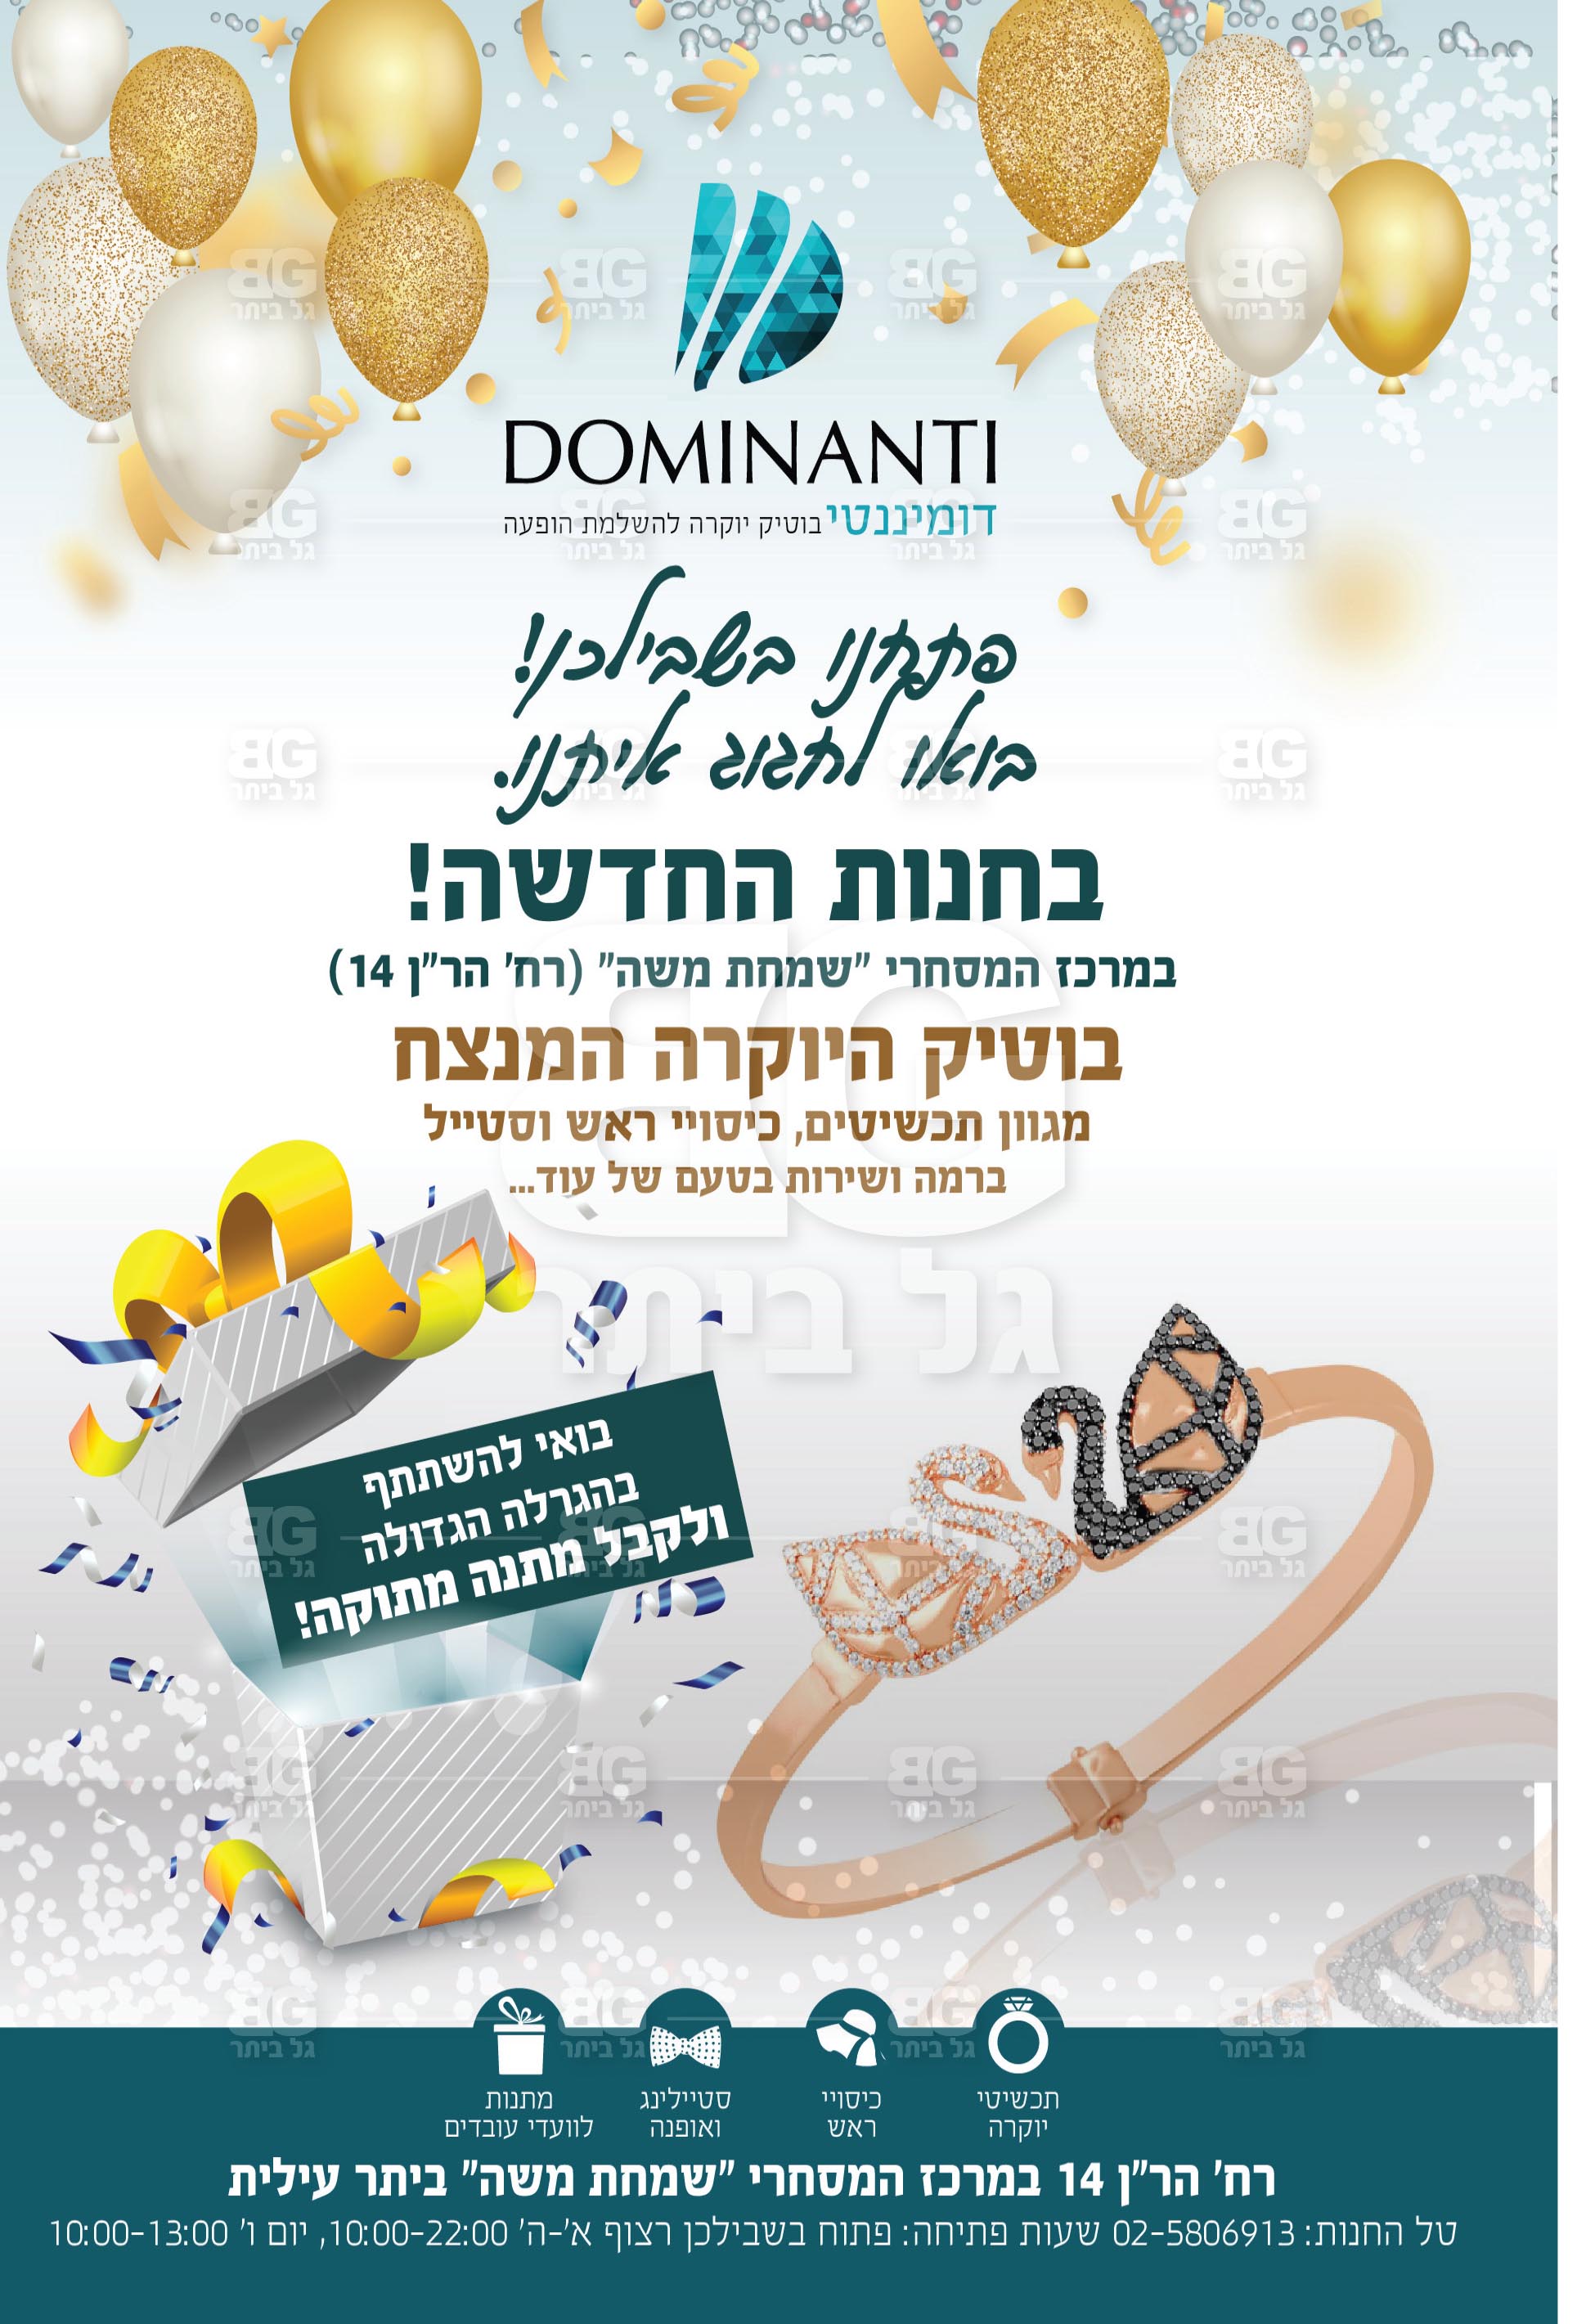 DOMINANTI
דומיננטי בוטיק יוקרה להשלמת הופעה
פתחנו בשבילכן!
בואו לחגוג איתנו.
בחנות החדשה!
במרכז המסחרי "שמחת משה" (רח' הר"ן 14)
בוטיק היוקרה המנצח
מגוון תכשיטים, כיסויי ראש וסטייל
ברמה ושירות בטעם של עוד...
BG
גל ביתר
בואי להשתתף
בהגרלה הגדולה
ולקבל מתנה מתוקה!
תכשיטי
יוקרה
כיסויי
ראש
סטיילינג
ואופנה
מתנות
לוועדי עובדים
רח' הר"ן 14 במרכז המסחרי "שמחת משה" ביתר עילית
טל החנות: 02-5806913 שעות פתיחה: פתוח בשבילכן רצוף א'-ה' 10:00-22:00, יום ו' 10:00-13:00